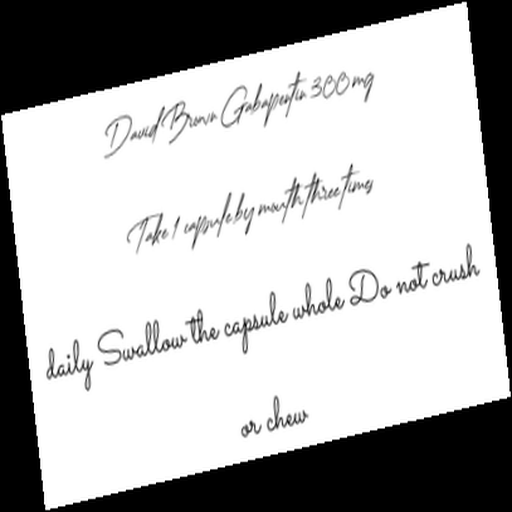 David Brown Gabapentin 300 mg
Take 1 capsule by mouth three times
daily Swallow the capsule whole Do not crush
or chew